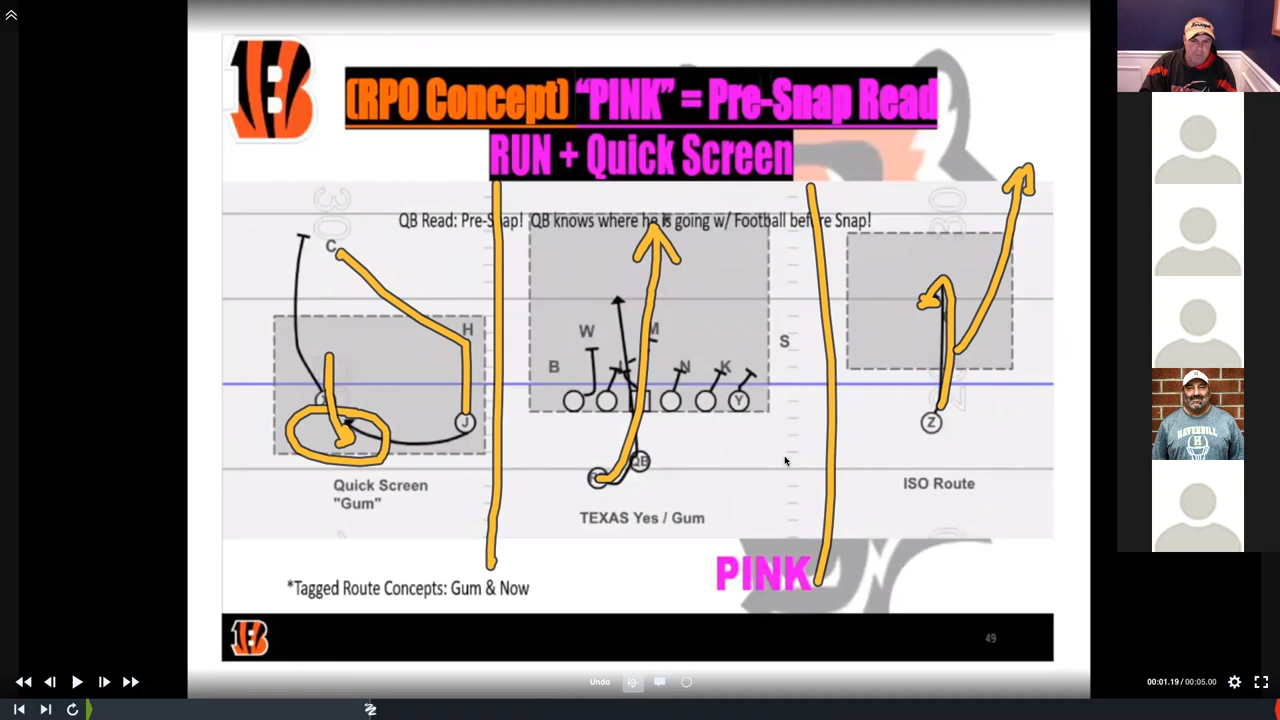 (RPO Concept) “PINK” = Pre-Snap Read
RUN + Quick Screen
QB Read: Pre-Snap! QB knows where he is going w/ Football before Snap!
C
H
W
M
S
B
N
K
Y
J
QB
Z
Quick Screen
"Gum"
TEXAS Yes / Gum
ISO Route
PINK
*Tagged Route Concepts: Gum & Now
49
HAVERHILL
H
Undo
00:01.19 / 00:05.00